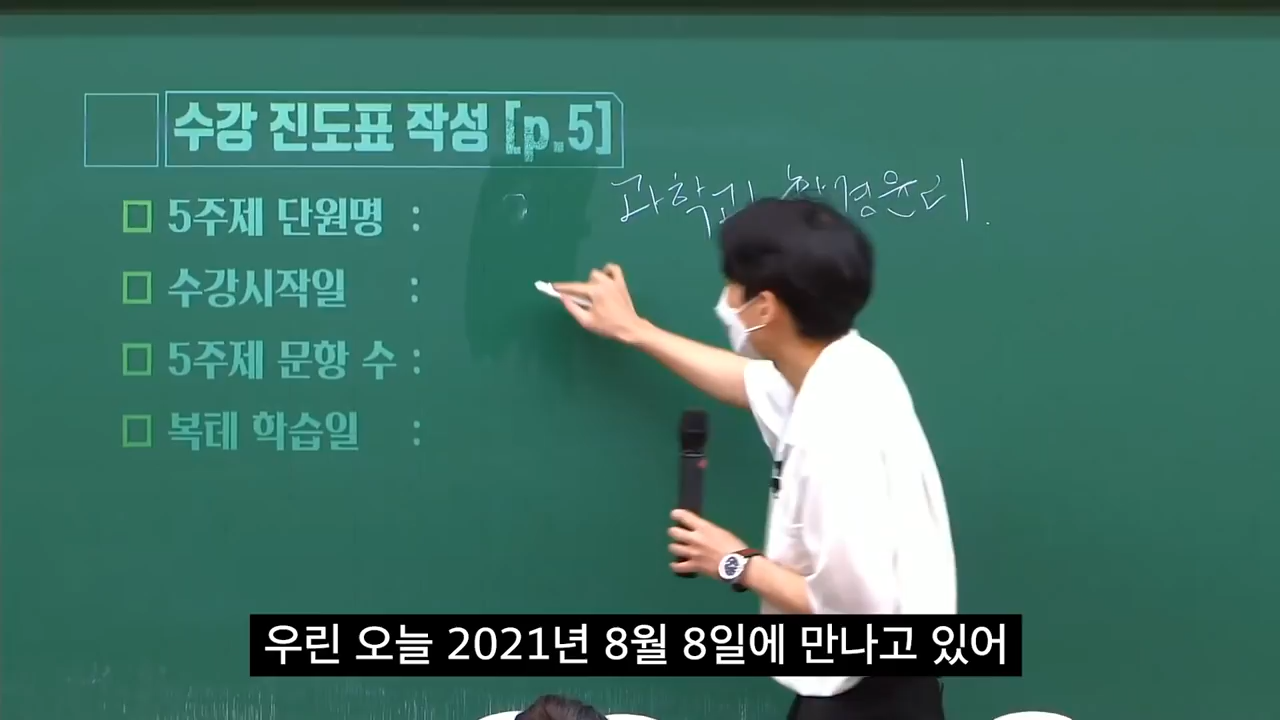 수강 진도표 작성 [p.5]
5주제 단원명 :
과학과 환경윤리.
수강시작일 :
5주제 문항 수 :
복테 학습일 :
우린 오늘 2021년 8월 8일에 만나고 있어